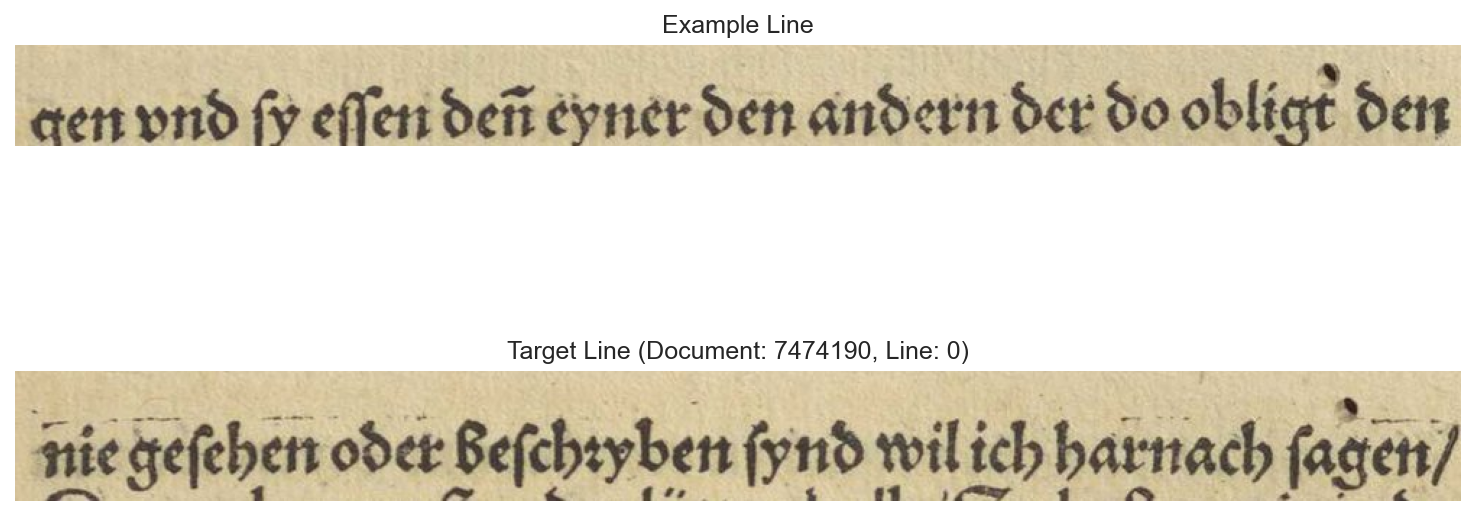 Example Line
gen vnd ſy eſſen deñ eyner den andern der do obligt den
Target Line (Document: 7474190, Line: 0)
nie geſehen oder beſchꝛyben ſynd wil ich harnach ſagen/